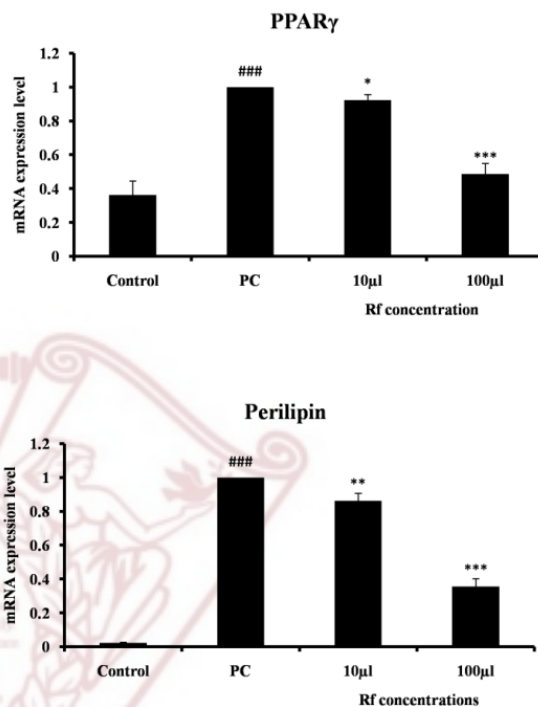 PPARγ
mRNA expression level
1.2
1
0.8
0.6
0.4
0.2
0
###
*
***
Control PC 10µl 100µl
Rf concentration
Perilipin
mRNA expression level
1.2
1
0.8
0.6
0.4
0.2
0
###
**
***
Control PC 10µl 100µl
Rf concentrations